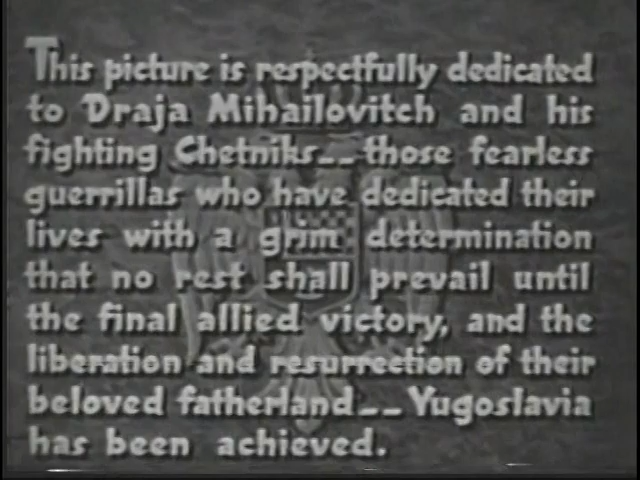 This picture is respectfully dedicated
to Draja Mihailovitch and his
fighting Chetniks--those fearless
guerrillas who have dedicated their
lives with a grim determination
that no rest shall prevail until
the final allied victory, and the
liberation and resurrection of their
beloved fatherland--Yugoslavia
has been achieved.